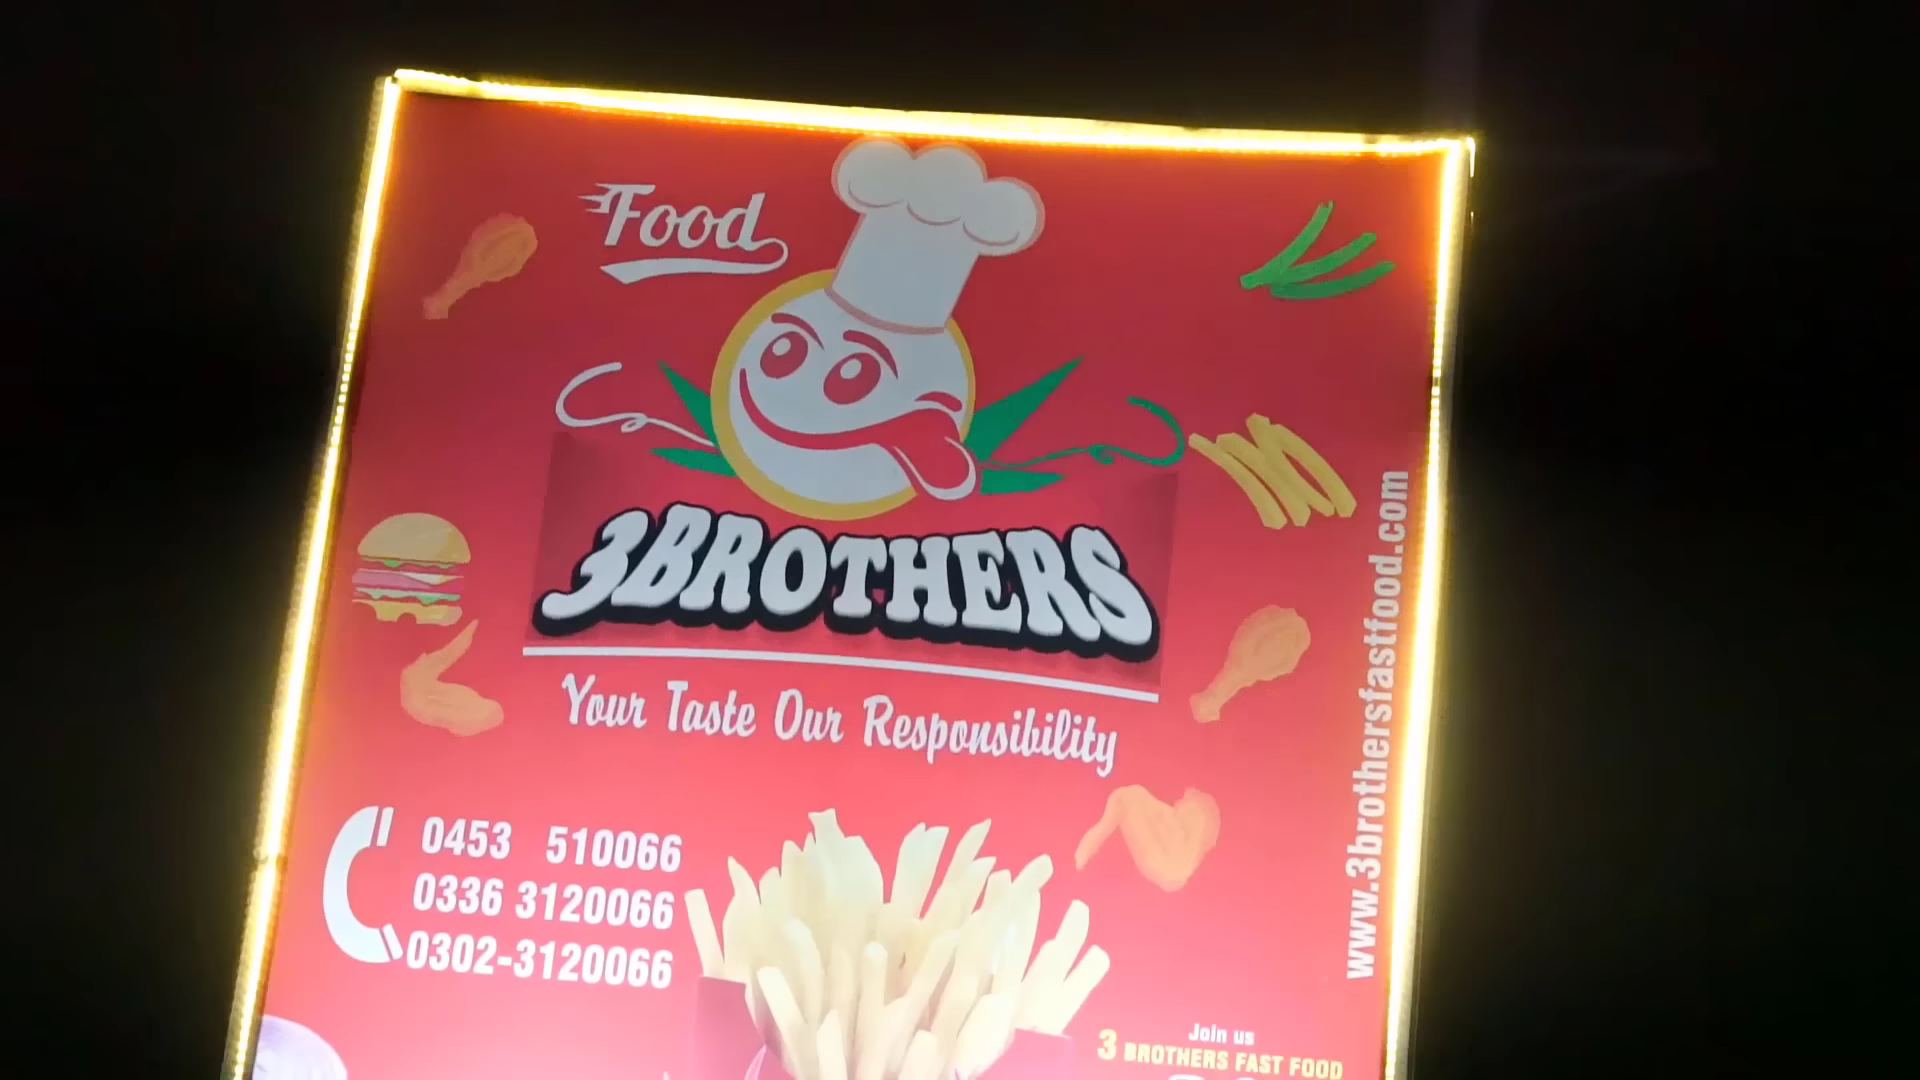 Food
3BROTHERS
Your Taste Our Responsibility
0453 510066
0336 3120066
0302-3120066
www.3brothersfastfood.com
Join us
3 BROTHERS FAST FOOD